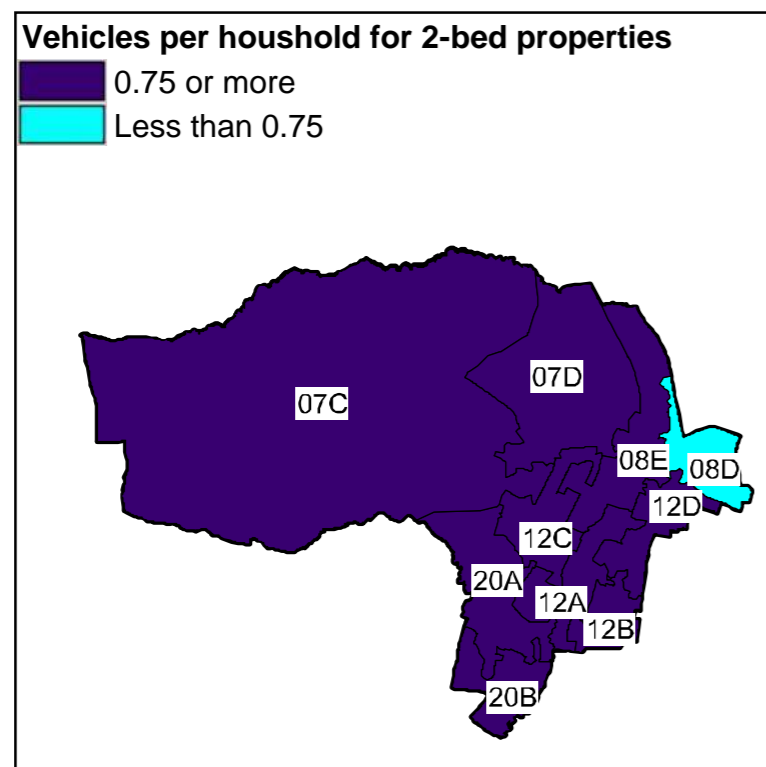 Vehicles per houshold for 2-bed properties
0.75 or more
Less than 0.75
07D
07C
08E
08D
12D
12C
20A
12A
12B
20B